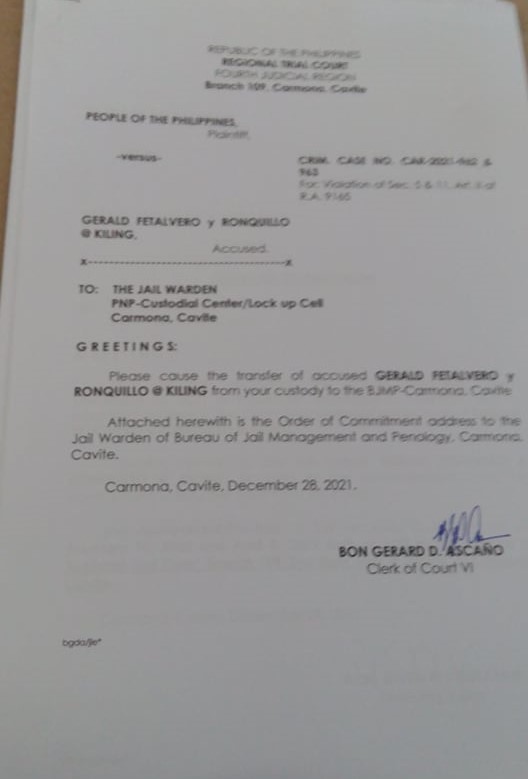 REPUBLIC OF THE PHILIPPINES
REGIONAL TRIAL COURT
FOURTH JUDICIAL REGION
Branch 109, Carmona, Cavite
PEOPLE OF THE PHILIPPINES,
Plaintiff,
-versus-
CRIM. CASE NO. CAR-2021-962 &
963
For: Violation of Sec. 5 & 11, Art. II of
R.A. 9165
GERALD FETALVERO y RONQUILLO
@ KILING,
Accused.
x---------------------------------------x
TO: THE JAIL WARDEN
PNP-Custodial Center/Lock up Cell
Carmona, Cavite
G R E E T I N G S:
Please cause the transfer of accused GERALD FETALVERO y
RONQUILLO @ KILING from your custody to the BJMP-Carmona, Cavite
Attached herewith is the Order of Commitment address to the
Jail Warden of Bureau of Jail Management and Penology, Carmona,
Cavite.
Carmona, Cavite, December 28, 2021.
BON GERARD D. ASCAÑO
Clerk of Court VI
bgda/jle*